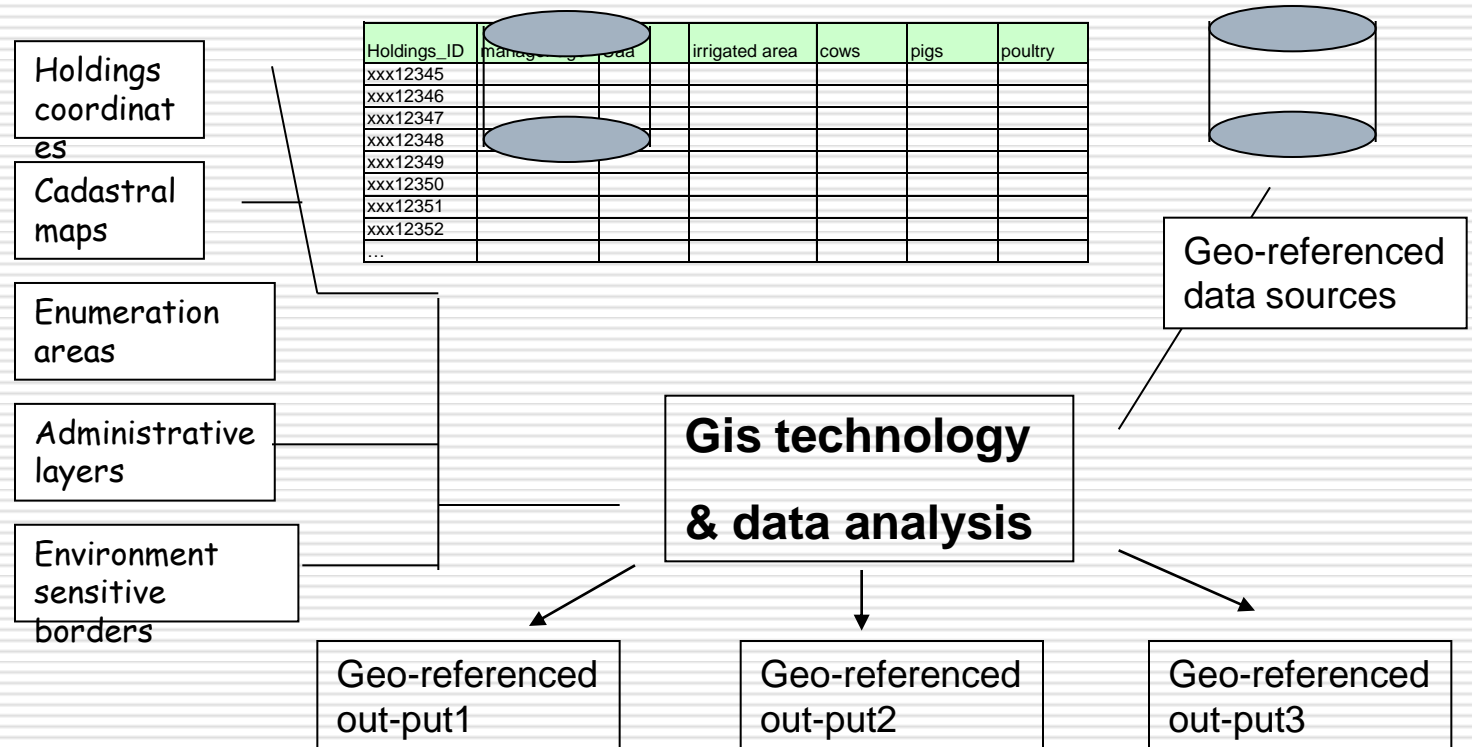 Holdings
coordinat
es
Cadastral
maps
Enumeration
areas
Administrative
layers
Environment
sensitive
borders
Holdings_ID irrigated area cows pigs poultry
xxx12345
xxx12346
xxx12347
xxx12348
xxx12349
xxx12350
xxx12351
xxx12352
...
Geo-referenced
data sources
Gis technology
& data analysis
Geo-referenced
out-put1
Geo-referenced
out-put2
Geo-referenced
out-put3